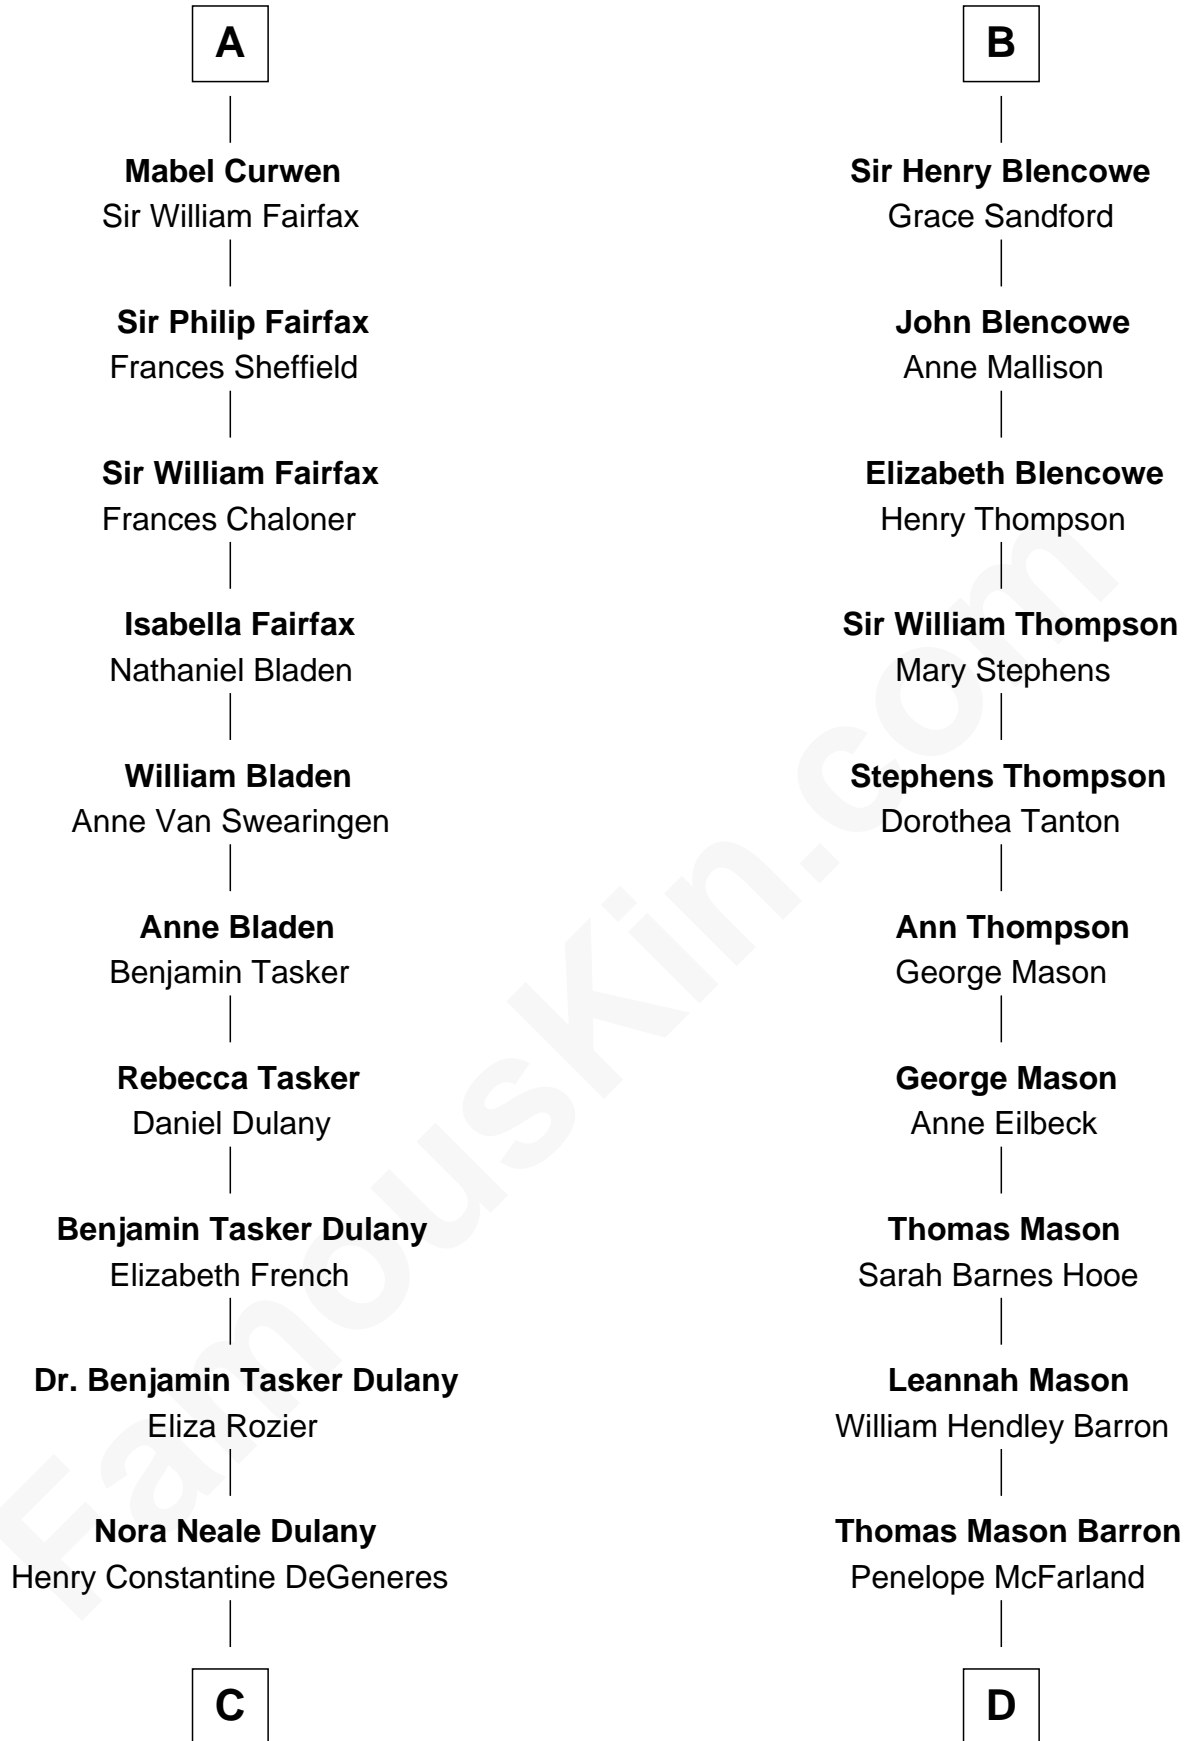 A
Mabel Curwen
Sir William Fairfax
Sir Philip Fairfax
Frances Sheffield
Sir William Fairfax
Frances Chaloner
Isabella Fairfax
Nathaniel Bladen
William Bladen
Anne Van Swearingen
Anne Bladen
Benjamin Tasker
Rebecca Tasker
Daniel Dulany
Benjamin Tasker Dulany
Elizabeth French
Dr. Benjamin Tasker Dulany
Eliza Rozier
Nora Neale Dulany
Henry Constantine DeGeneres
C
B
Sir Henry Blencowe
Grace Sandford
John Blencowe
Anne Mallison
Elizabeth Blencowe
Henry Thompson
Sir William Thompson
Mary Stephens
Stephens Thompson
Dorothea Tanton
Ann Thompson
George Mason
George Mason
Anne Eilbeck
Thomas Mason
Sarah Barnes Hooe
Leannah Mason
William Hendley Barron
Thomas Mason Barron
Penelope McFarland
D
FamousKin.com